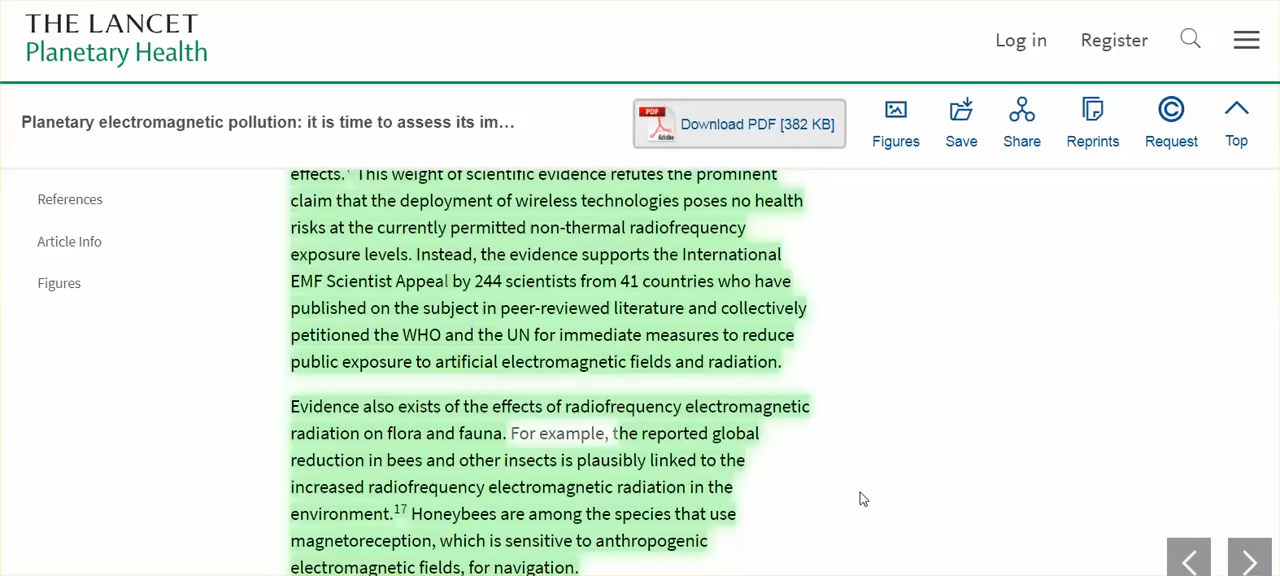 THE LANCET
Planetary Health
Log in
Register
Planetary electromagnetic pollution: it is time to assess its im…
PDF
Adobe
Download PDF [382 KB]
Figures
Save
Share
Reprints
Request
Top
References
Article Info
Figures
effects. This weight of scientific evidence refutes the prominent
claim that the deployment of wireless technologies poses no health
risks at the currently permitted non-thermal radiofrequency
exposure levels. Instead, the evidence supports the International
EMF Scientist Appeal by 244 scientists from 41 countries who have
published on the subject in peer-reviewed literature and collectively
petitioned the WHO and the UN for immediate measures to reduce
public exposure to artificial electromagnetic fields and radiation.
Evidence also exists of the effects of radiofrequency electromagnetic
radiation on flora and fauna. For example, the reported global
reduction in bees and other insects is plausibly linked to the
increased radiofrequency electromagnetic radiation in the
environment.17 Honeybees are among the species that use
magnetoreception, which is sensitive to anthropogenic
electromagnetic fields, for navigation.